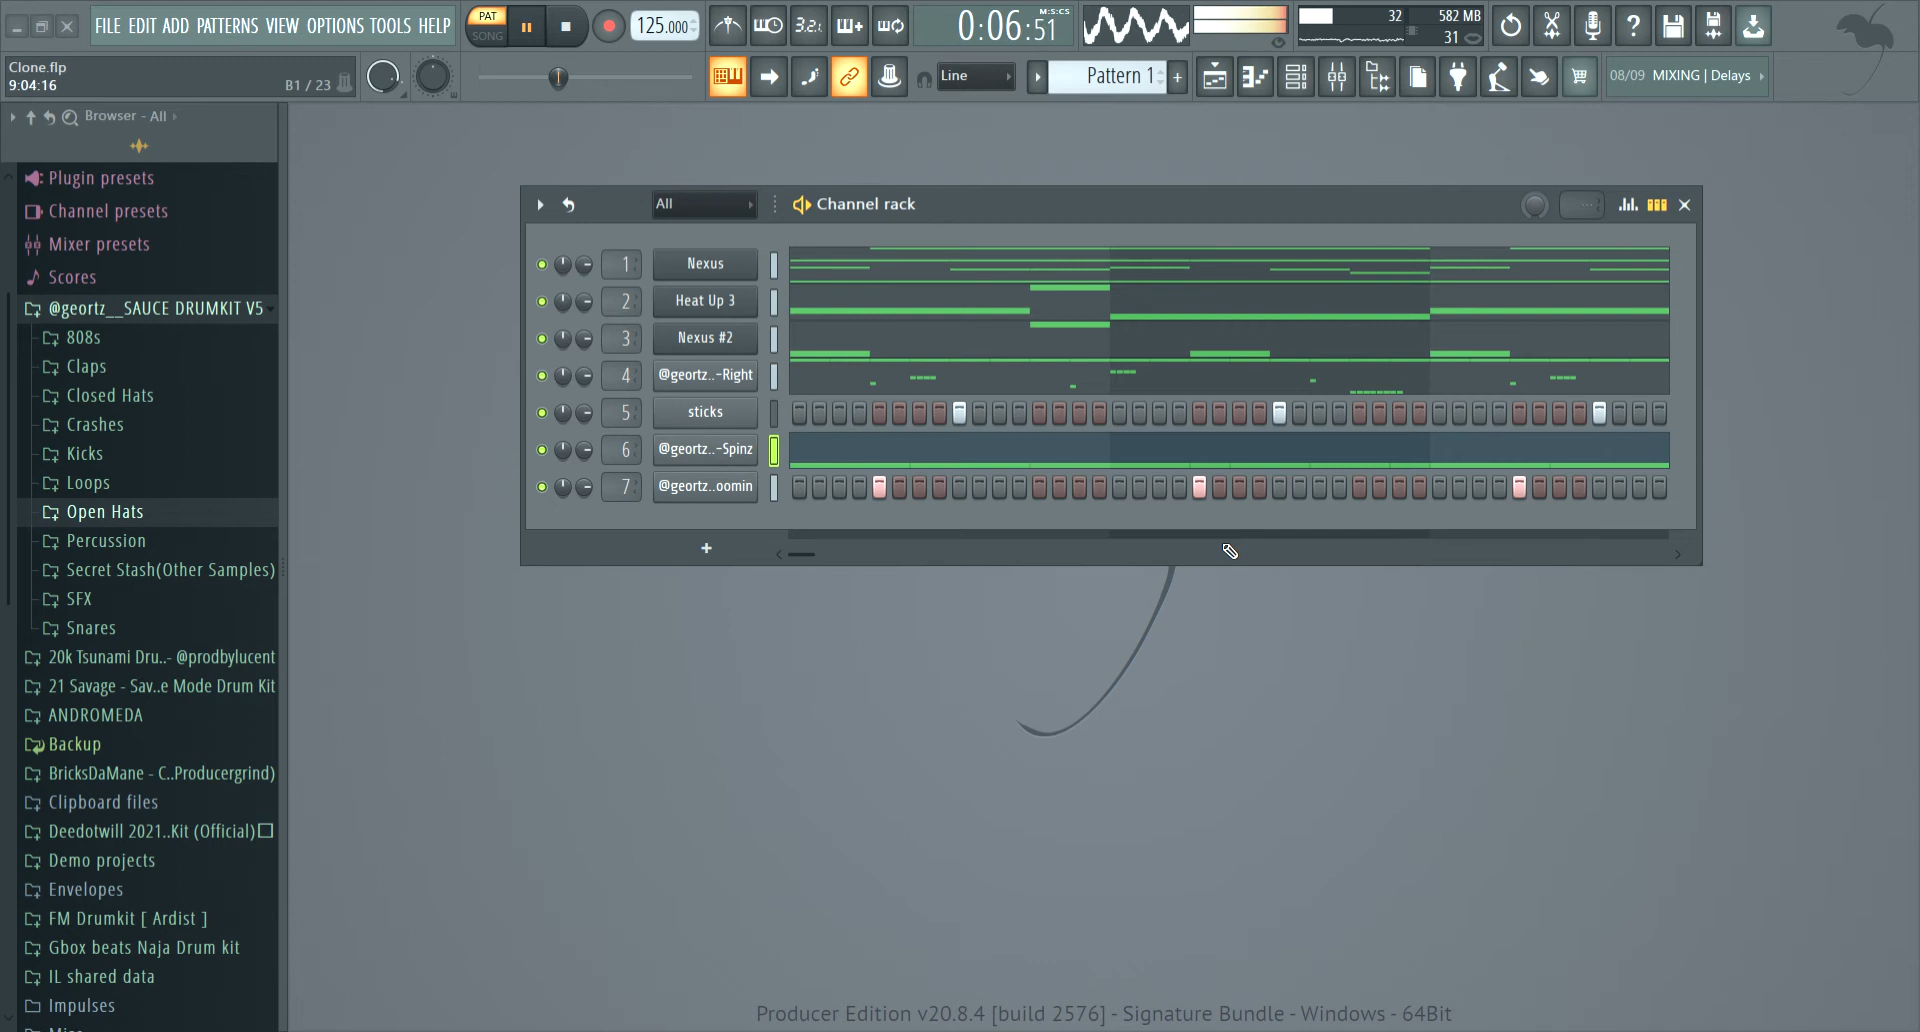 FILE EDIT ADD PATTERNS VIEW OPTIONS TOOLS HELP
PAT
SONG
125.000
3.2.
0:06:51
M:S:CS
32
582 MB
31
Clone.flp
9:04:16
B1 / 23
Line
Pattern 1
+
08/09 MIXING | Delays
Browser - All
Plugin presets
Channel presets
Mixer presets
Scores
@geortz__SAUCE DRUMKIT V5
808s
Claps
Closed Hats
Crashes
Kicks
Loops
Open Hats
Percussion
Secret Stash(Other Samples)
SFX
Snares
20k Tsunami Dru..- @prodbylucent
21 Savage - Sav..e Mode Drum Kit
ANDROMEDA
Backup
BricksDaMane - C..Producergrind)
Clipboard files
Deedotwill 2021..Kit (Official)
Demo projects
Envelopes
FM Drumkit [ Ardist ]
Gbox beats Naja Drum kit
IL shared data
Impulses
All
Channel rack
1 Nexus
2 Heat Up 3
3 Nexus #2
4 @geortz..-Right
5 sticks
6 @geortz..-Spinz
7 @geortz..oomin
+
Producer Edition v20.8.4 [build 2576] - Signature Bundle - Windows - 64Bit